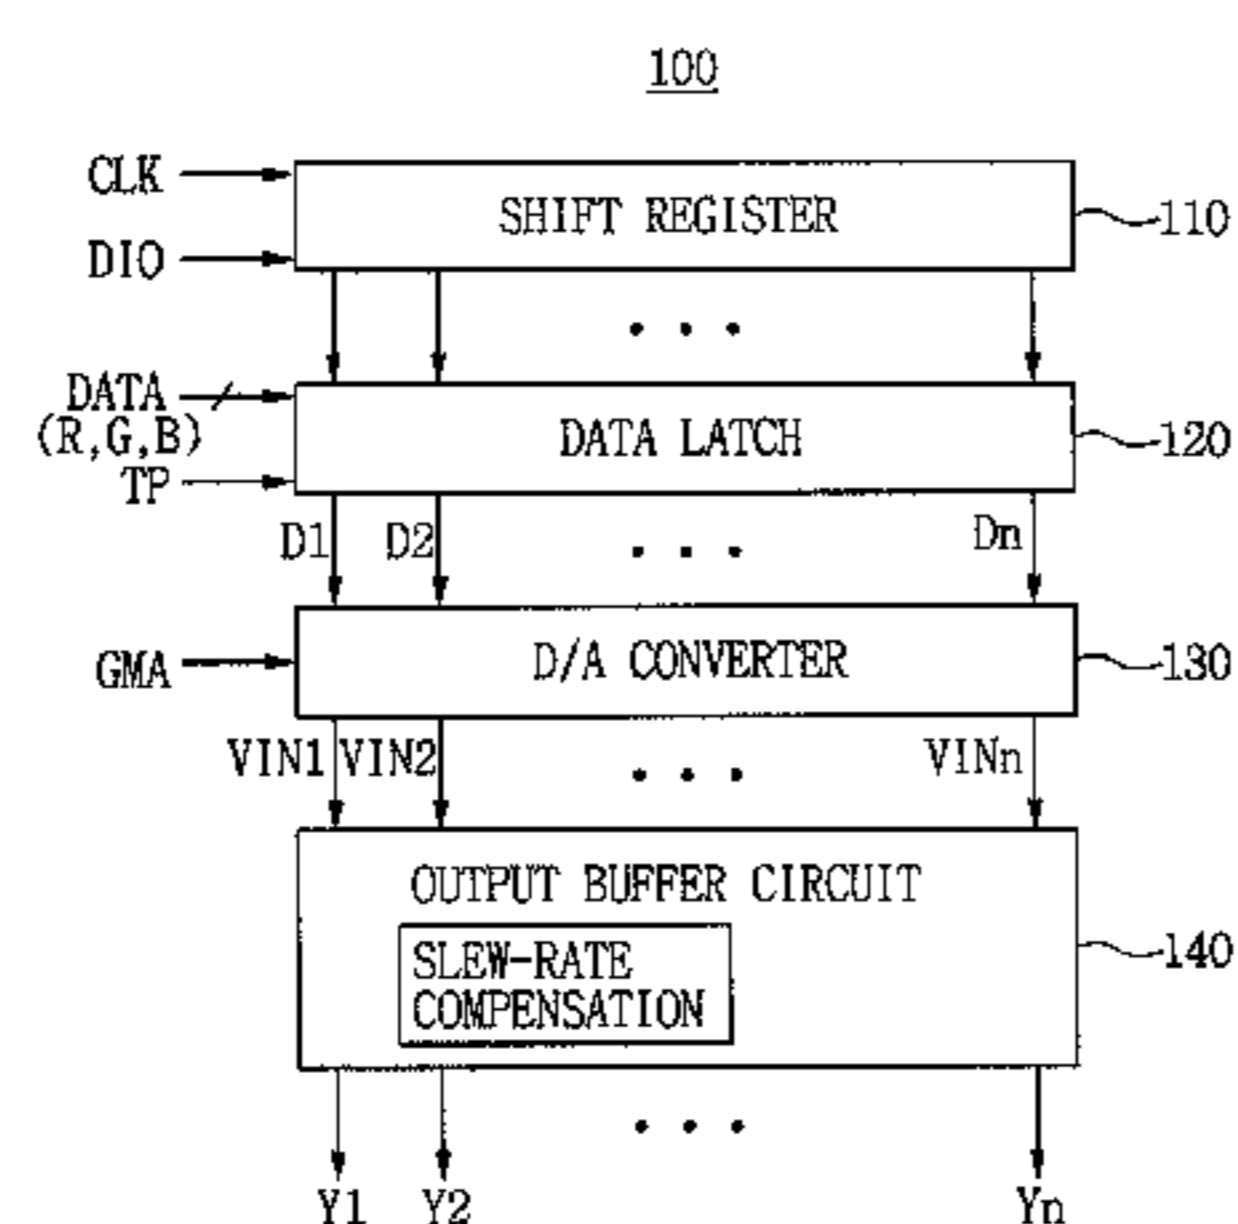 100
CLK
SHIFT REGISTER
110
DIO
DATA
(R,G,B)
DATA LATCH
120
TP
D1 D2 Dn
GMA
D/A CONVERTER
130
VIN1 VIN2 VINn
OUTPUT BUFFER CIRCUIT
SLEW-RATE
COMPENSATION
140
Y1 Y2 Yn